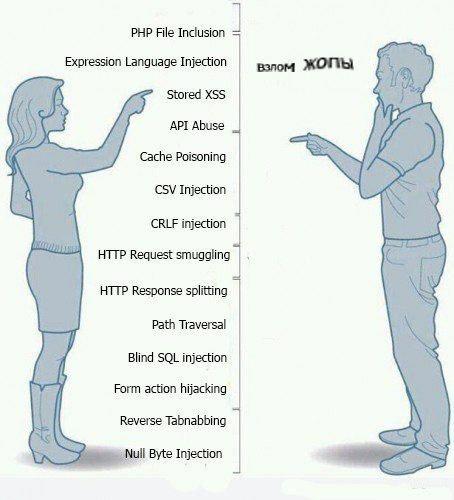 PHP File Inclusion
Expression Language Injection
Stored XSS
API Abuse
Cache Poisoning
CSV Injection
CRLF injection
HTTP Request smuggling
HTTP Response splitting
Path Traversal
Blind SQL injection
Form action hijacking
Reverse Tabnabbing
Null Byte Injection
Взлом ЖОПЫ